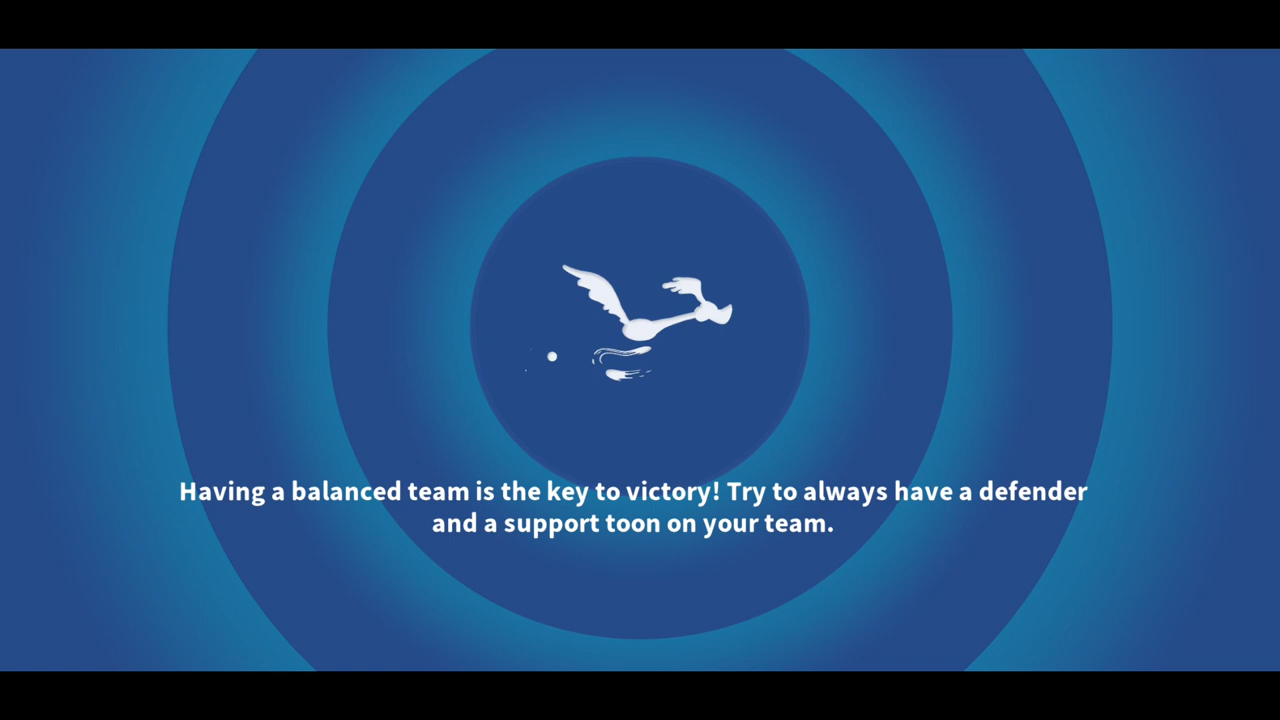 Having a balanced team is the key to victory! Try to always have a defender
and a support toon on your team.